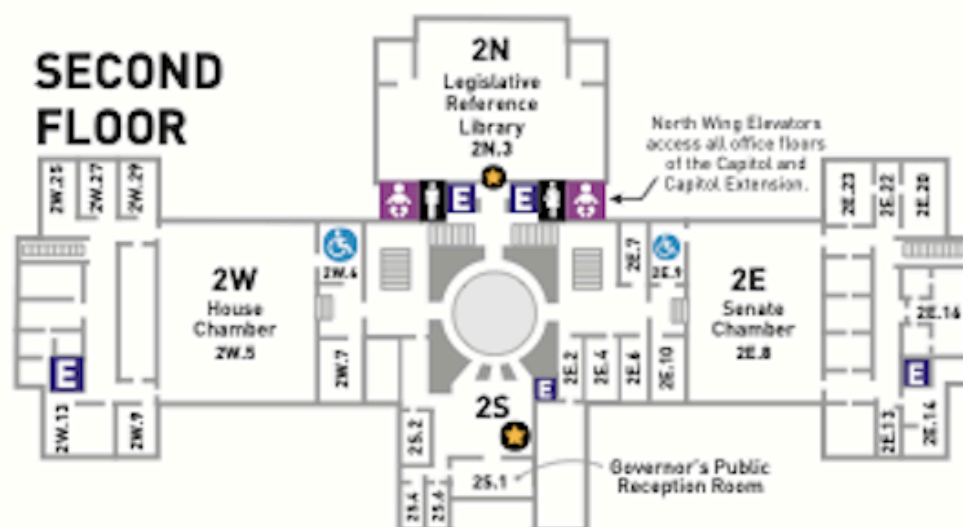 SECOND
FLOOR
2N
Legislative
Reference
Library
2N.3
North Wing Elevators
access all office floors
of the Capitol and
Capitol Extension.
E
E
2W.25
2W.27
2W.29
2E.23
2E.22
2E.20
2W
House
Chamber
2W.5
2W.6
2W.7
2E.7
2E.9
2E
Senate
Chamber
2E.8
2E.16
E
E
E
2W.13
2W.9
2S
2S.2
2E.2
2E.4
2E.6
2E.10
2E.13
2E.14
2S.1
2S.4
2S.6
Governor's Public
Reception Room